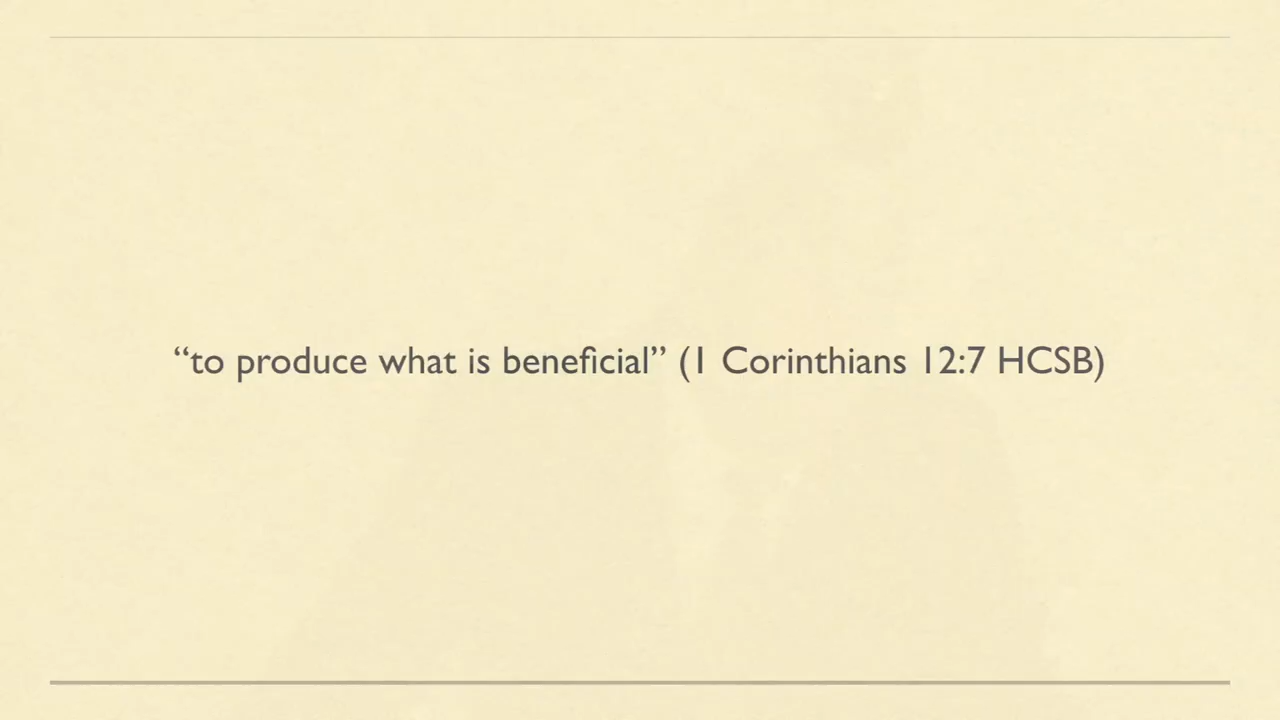 “to produce what is beneficial” (1 Corinthians 12:7 HCSB)